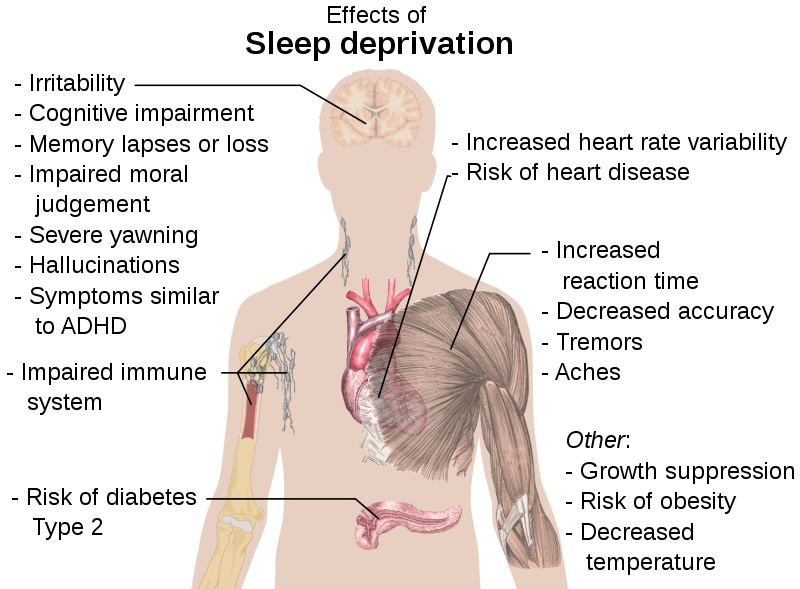 Effects of
Sleep deprivation
- Irritability
- Cognitive impairment
- Memory lapses or loss
- Impaired moral
judgement
- Severe yawning
- Hallucinations
- Symptoms similar
to ADHD
- Impaired immune
system
- Risk of diabetes
Type 2
- Increased heart rate variability
- Risk of heart disease
- Increased
reaction time
- Decreased accuracy
- Tremors
- Aches
Other:
- Growth suppression
- Risk of obesity
- Decreased
temperature